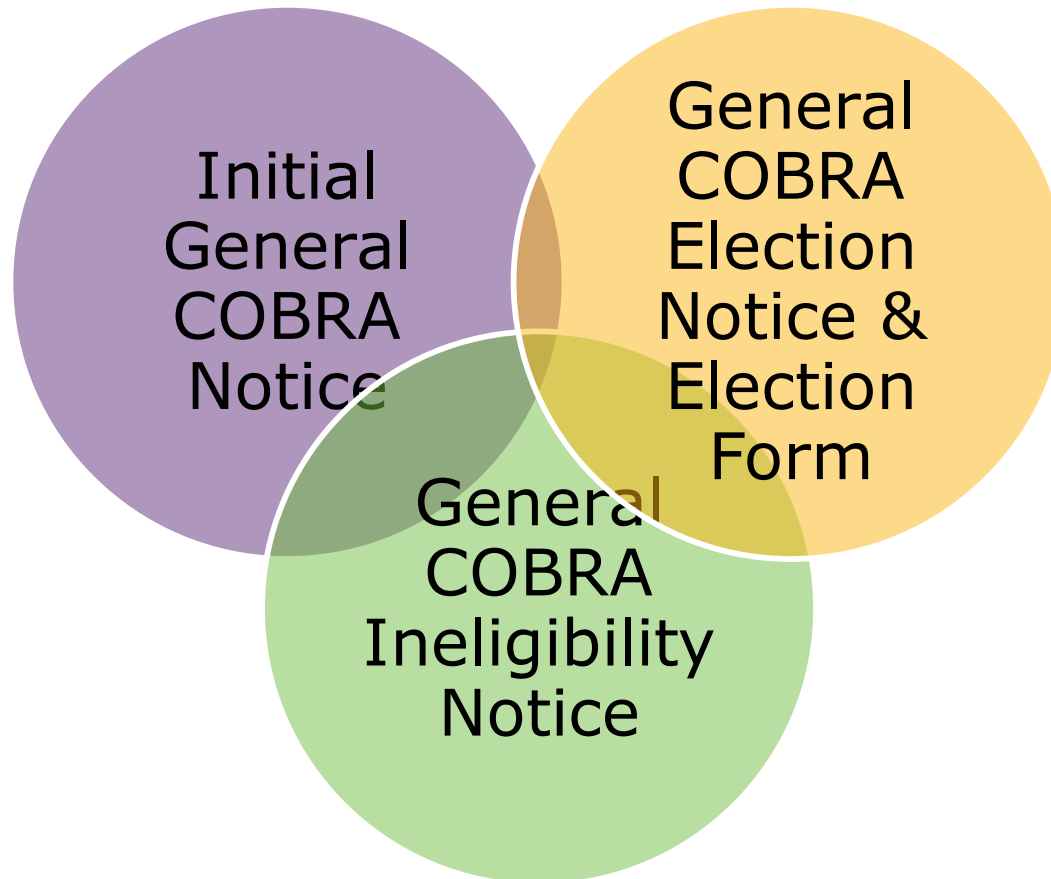 Initial
General
COBRA
Notice
General
COBRA
Election
Notice &
Election
Form
General
COBRA
Ineligibility
Notice